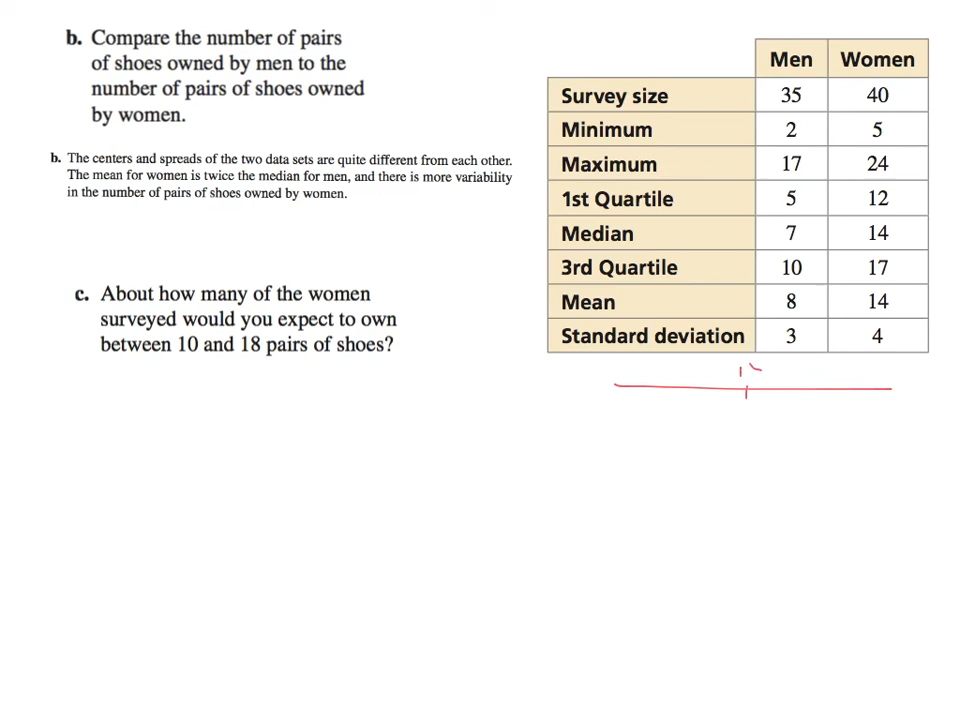 b. Compare the number of pairs
of shoes owned by men to the
number of pairs of shoes owned
by women.
b. The centers and spreads of the two data sets are quite different from each other.
The mean for women is twice the median for men, and there is more variability
in the number of pairs of shoes owned by women.
c. About how many of the women
surveyed would you expect to own
between 10 and 18 pairs of shoes?
Men Women
Survey size 35 40
Minimum 2 5
Maximum 17 24
1st Quartile 5 12
Median 7 14
3rd Quartile 10 17
Mean 8 14
Standard deviation 3 4